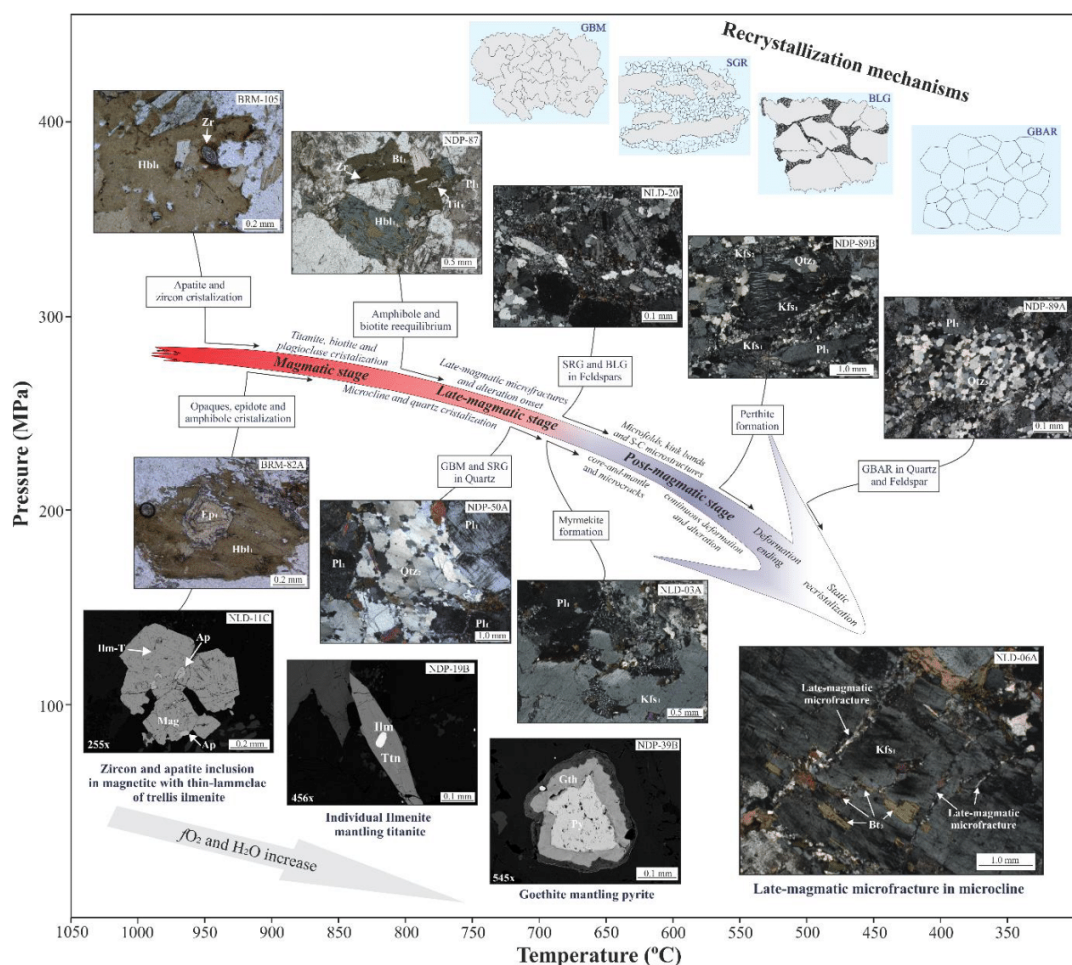 Recrystallization mechanisms
GBM
SGR
BLG
GBAR
Pressure (MPa)
400
300
200
100
BRM-105
Zr
Hbl₁
0.2 mm
NDP-87
Bt₁
Zr
Pl₁
Tit₁
Hbl₁
0.5 mm
NLD-20
0.1 mm
NDP-89B
Kfs₂
Qtz₂
Kfs₃
Kfs₁
Pl₁
1.0 mm
NDP-89A
Pl₁
Qtz₃
0.1 mm
Apatite and
zircon cristalization
Amphibole and
biotite reequilibrium
SRG and BLG
in Feldspars
Perthite
formation
GBAR in Quartz
and Feldspar
Titanite, biotite and
plagioclase cristalization
Magmatic stage
Late-magmatic microfractures
and alteration onset
Late-magmatic stage
Microcline and quartz cristalization
Microfolds, kink bands
and S-C microstructures
Post-magmatic stage
core-and-mantle
and microcracks
continuous deformation
and alteration
Deformation
ending
Static
recristalization
Opaques, epidote and
amphibole cristalization
GBM and SRG
in Quartz
Myrmekite
formation
BRM-82A
Ep₁
Hbl₁
0.2 mm
NDP-50A
Pl₁
Pl₁
Qtz₂
Pl₁
1.0 mm
NLD-03A
Pl₁
Kfs₁
0.5 mm
NLD-11C
Ilm-T
Ap
Mag
Ap
255x
0.2 mm
Zircon and apatite inclusion
in magnetite with thin-lammelae
of trellis ilmenite
NDP-19B
Ilm
Ttn
456x
0.1 mm
Individual Ilmenite
mantling titanite
NDP-39B
Gth
Py
545x
0.1 mm
Goethite mantling pyrite
NLD-06A
Late-magmatic
microfracture
Kfs₁
Bt₂
Late-magmatic
microfracture
1.0 mm
Late-magmatic microfracture in microcline
fO₂ and H₂O increase
1050 1000 950 900 850 800 750 700 650 600 550 500 450 400 350
Temperature (ºC)